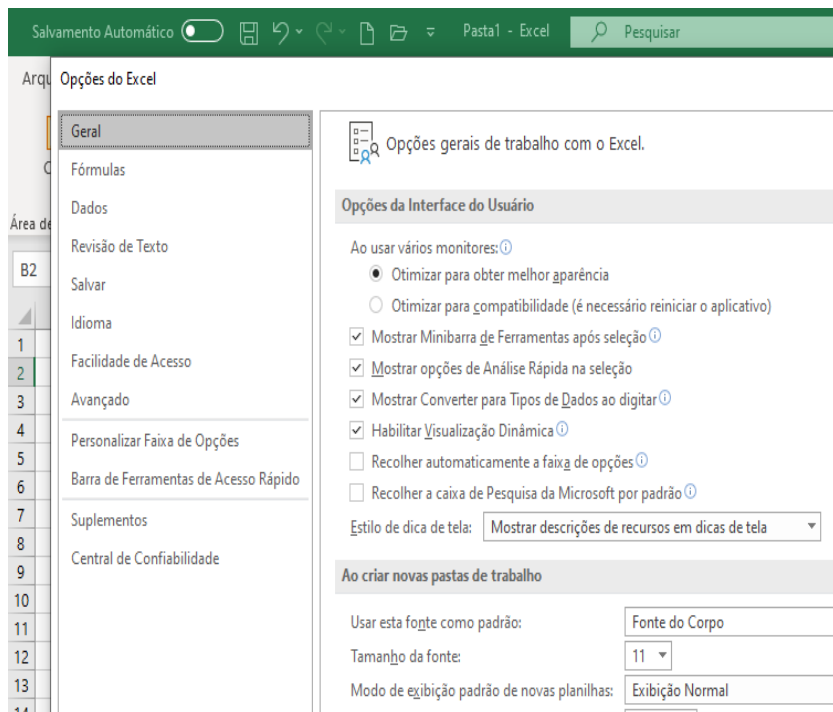 Salvamento Automático Pasta1 - Excel Pesquisar
Arqu
Opções do Excel
Área de
B2
1
2
3
4
5
6
7
8
9
10
11
12
13
14
Geral
Fórmulas
Dados
Revisão de Texto
Salvar
Idioma
Facilidade de Acesso
Avançado
Personalizar Faixa de Opções
Barra de Ferramentas de Acesso Rápido
Suplementos
Central de Confiabilidade
Opções gerais de trabalho com o Excel.
Opções da Interface do Usuário
Ao usar vários monitores:
Otimizar para obter melhor aparência
Otimizar para compatibilidade (é necessário reiniciar o aplicativo)
Mostrar Minibarra de Ferramentas após seleção
Mostrar opções de Análise Rápida na seleção
Mostrar Converter para Tipos de Dados ao digitar
Habilitar Visualização Dinâmica
Recolher automaticamente a faixa de opções
Recolher a caixa de Pesquisa da Microsoft por padrão
Estilo de dica de tela: Mostrar descrições de recursos em dicas de tela
Ao criar novas pastas de trabalho
Usar esta fonte como padrão: Fonte do Corpo
Tamanho da fonte: 11
Modo de exibição padrão de novas planilhas: Exibição Normal